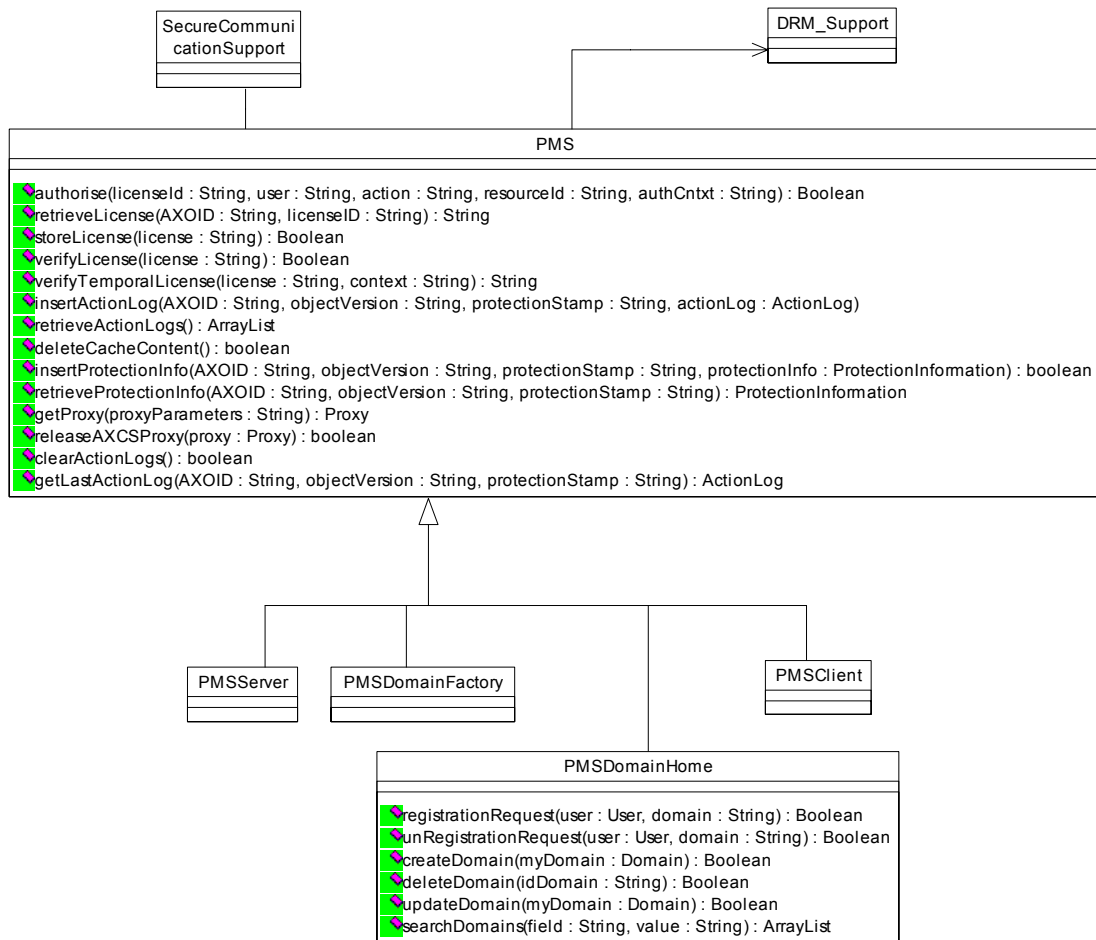 SecureCommuni
cationSupport
DRM_Support
PMS
authorise(licenseId : String, user : String, action : String, resourceId : String, authCntxt : String) : Boolean
retrieveLicense(AXOID : String, licenseID : String) : String
storeLicense(license : String) : Boolean
verifyLicense(license : String) : Boolean
verifyTemporalLicense(license : String, context : String) : String
insertActionLog(AXOID : String, objectVersion : String, protectionStamp : String, actionLog : ActionLog)
retrieveActionLogs() : ArrayList
deleteCacheContent() : boolean
insertProtectionInfo(AXOID : String, objectVersion : String, protectionStamp : String, protectionInfo : ProtectionInformation) : boolean
retrieveProtectionInfo(AXOID : String, objectVersion : String, protectionStamp : String) : ProtectionInformation
getProxy(proxyParameters : String) : Proxy
releaseAXCSProxy(proxy : Proxy) : boolean
clearActionLogs() : boolean
getLastActionLog(AXOID : String, objectVersion : String, protectionStamp : String) : ActionLog
PMSServer
PMSDomainFactory
PMSClient
PMSDomainHome
registrationRequest(user : User, domain : String) : Boolean
unRegistrationRequest(user : User, domain : String) : Boolean
createDomain(myDomain : Domain) : Boolean
deleteDomain(idDomain : String) : Boolean
updateDomain(myDomain : Domain) : Boolean
searchDomains(field : String, value : String) : ArrayList